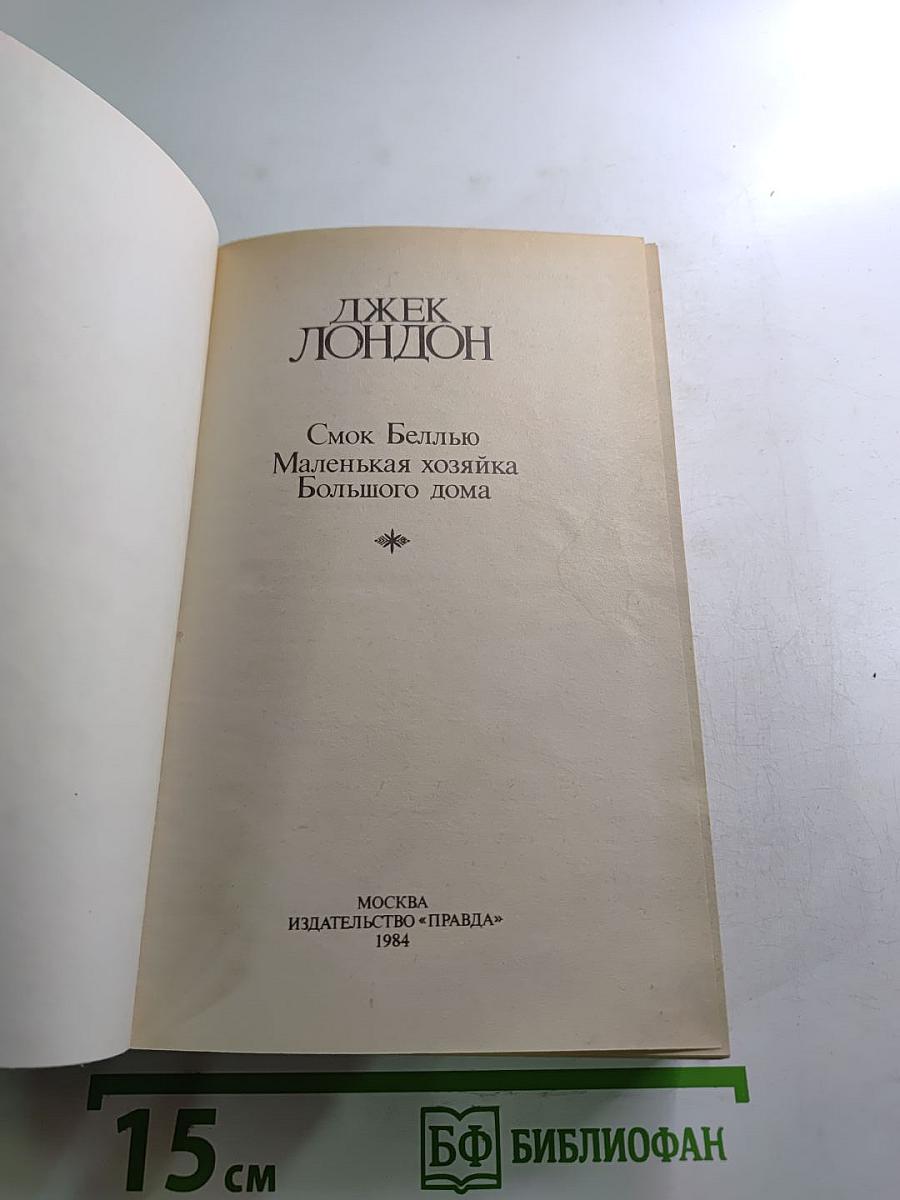 ДЖЕК
ЛОНДОН
Смок Беллью
Маленькая хозяйка
Большого дома
МОСКВА
ИЗДАТЕЛЬСТВО «ПРАВДА»
1984
15 см
БФ БИБЛИОФАН